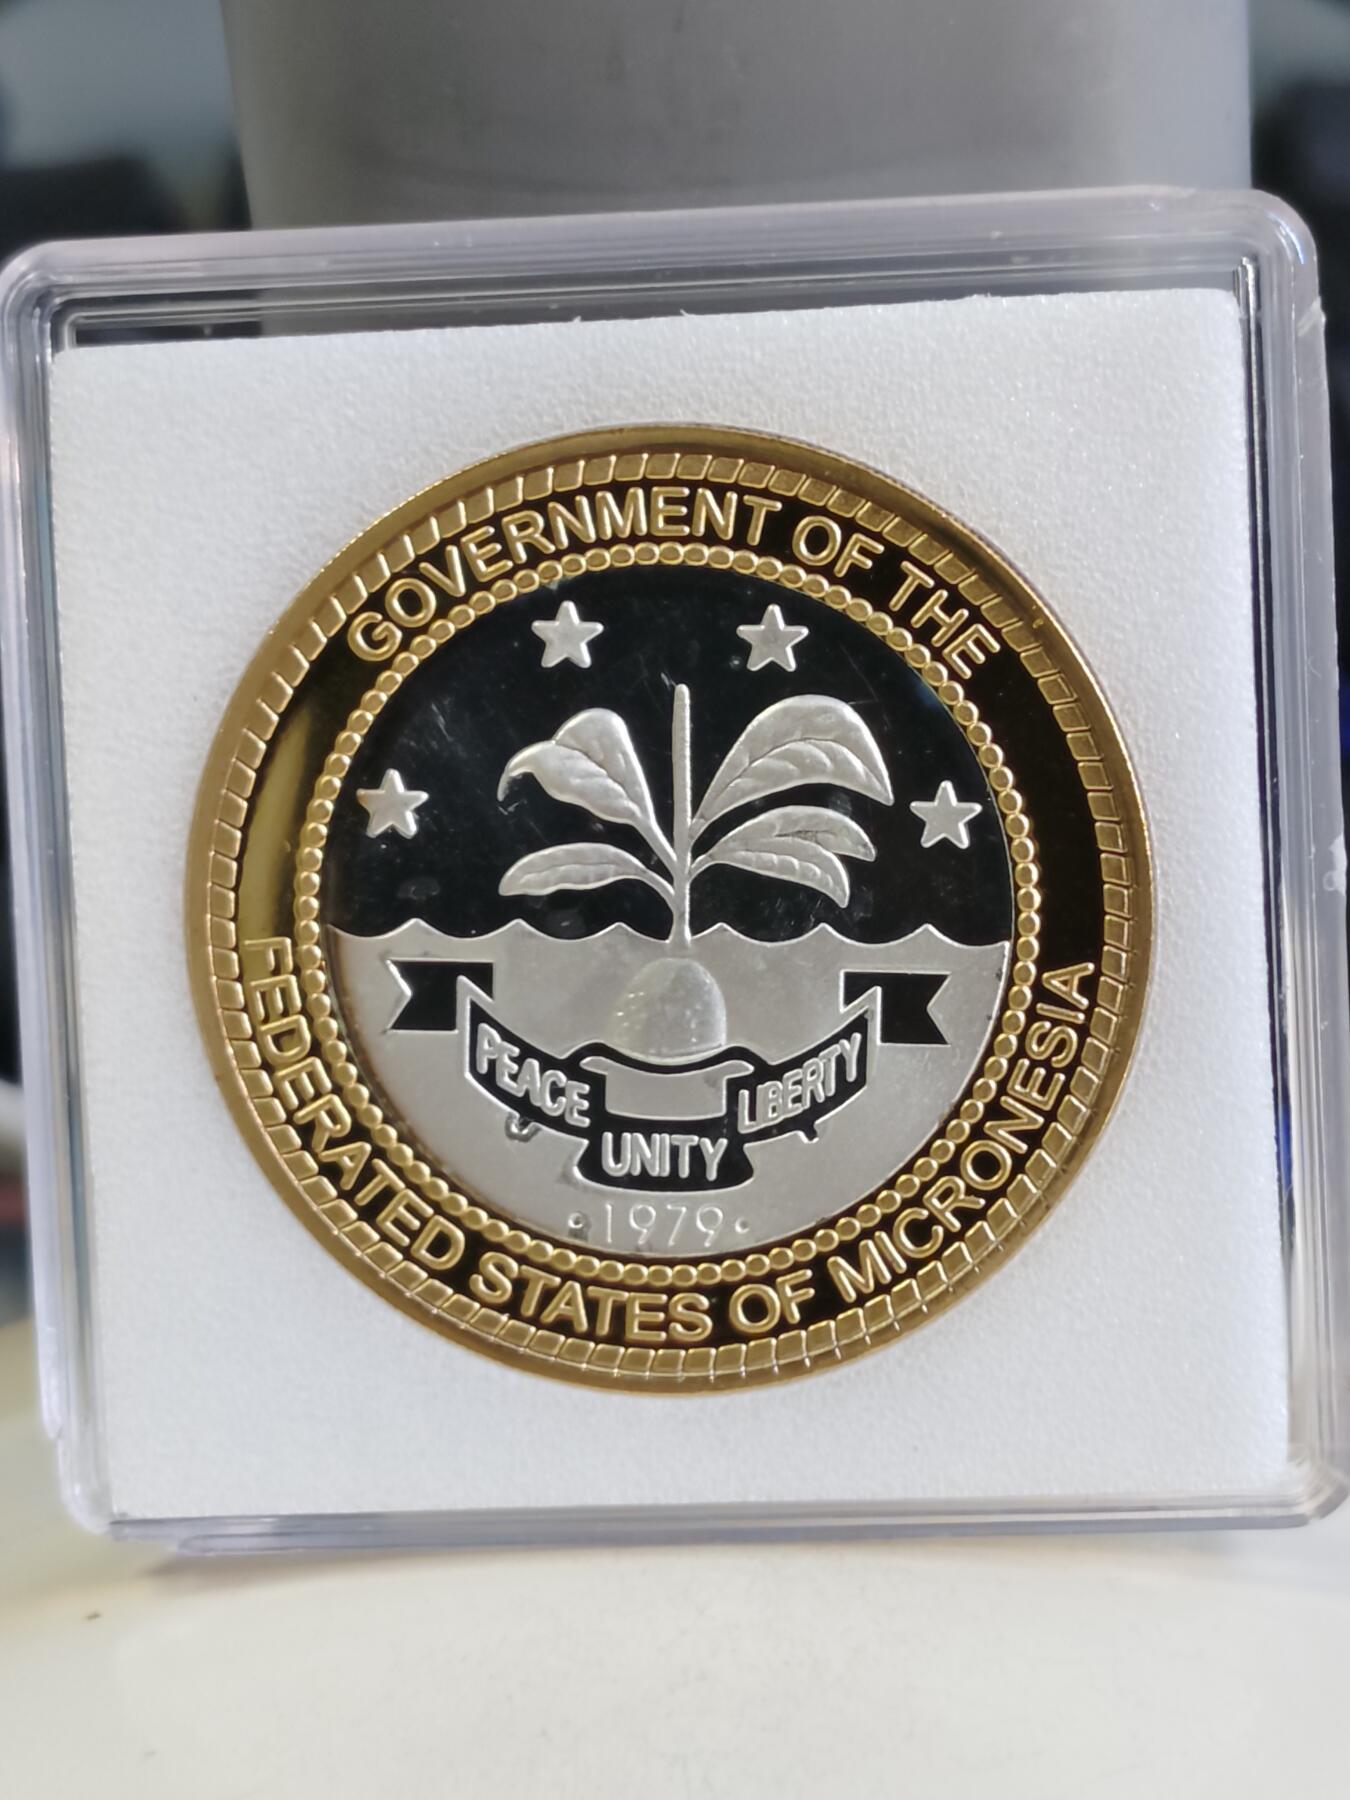 GOVERNMENT OF THE
FEDERATED STATES OF MICRONESIA
PEACE
UNITY
LIBERTY
•1979•